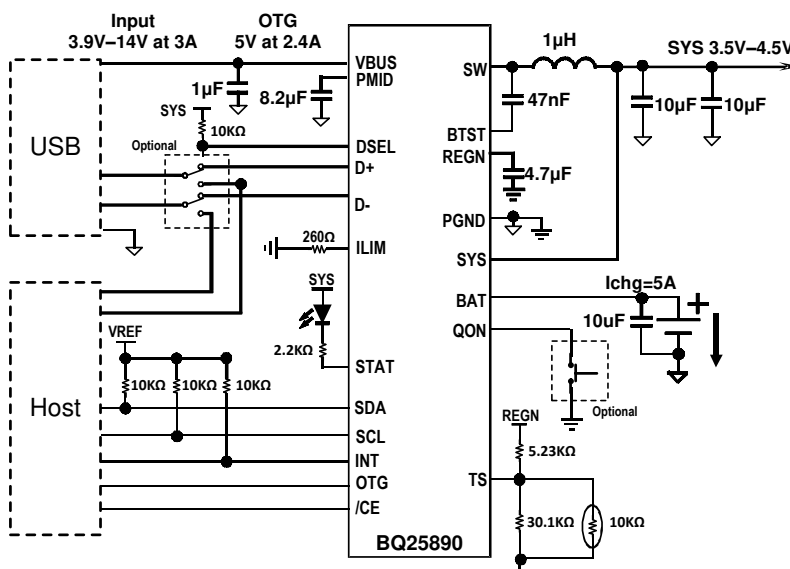 Input
3.9V–14V at 3A
OTG
5V at 2.4A
USB
1µF
8.2µF
SYS
10KΩ
Optional
VBUS
PMID
DSEL
D+
D-
260Ω
ILIM
SYS
2.2KΩ
STAT
Host
VREF
10KΩ
10KΩ
10KΩ
SDA
SCL
INT
OTG
/CE
BQ25890
SW
1µH
SYS 3.5V–4.5V
47nF
10µF
10µF
BTST
REGN
4.7µF
PGND
SYS
BAT
Ichg=5A
10uF
+
QON
Optional
REGN
5.23KΩ
TS
30.1KΩ
10KΩ